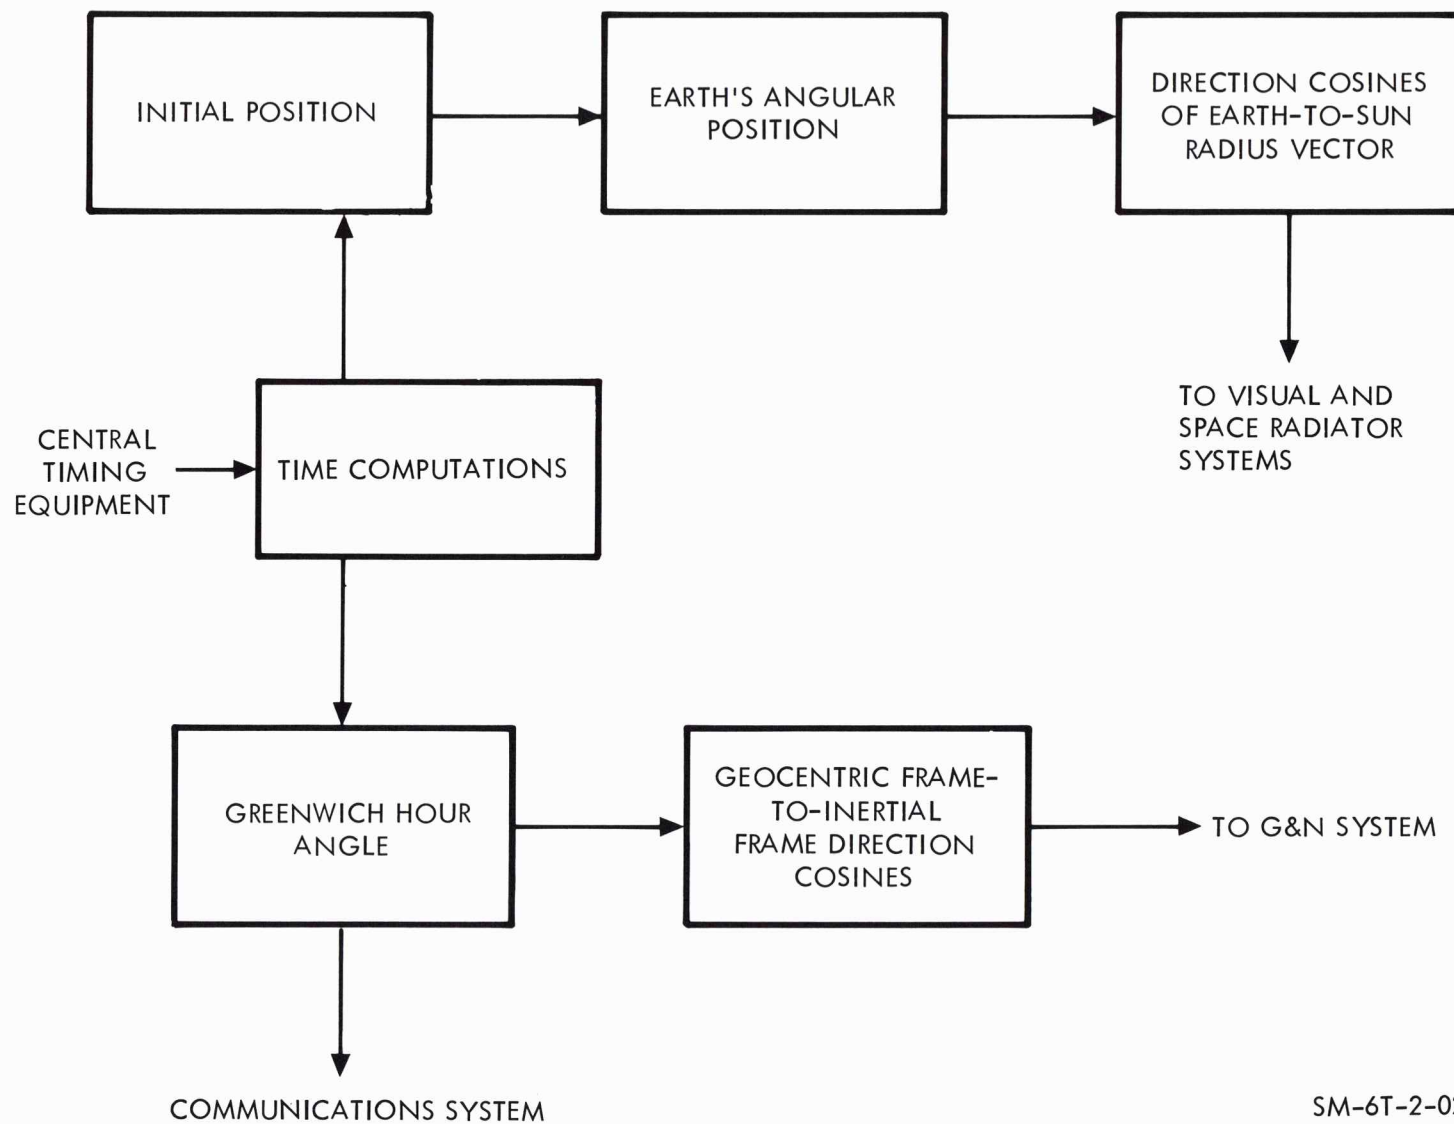 INITIAL POSITION
EARTH'S ANGULAR
POSITION
DIRECTION COSINES
OF EARTH-TO-SUN
RADIUS VECTOR
TO VISUAL AND
SPACE RADIATOR
SYSTEMS
CENTRAL
TIMING
EQUIPMENT
TIME COMPUTATIONS
GREENWICH HOUR
ANGLE
GEOCENTRIC FRAME-
TO-INERTIAL
FRAME DIRECTION
COSINES
TO G&N SYSTEM
COMMUNICATIONS SYSTEM